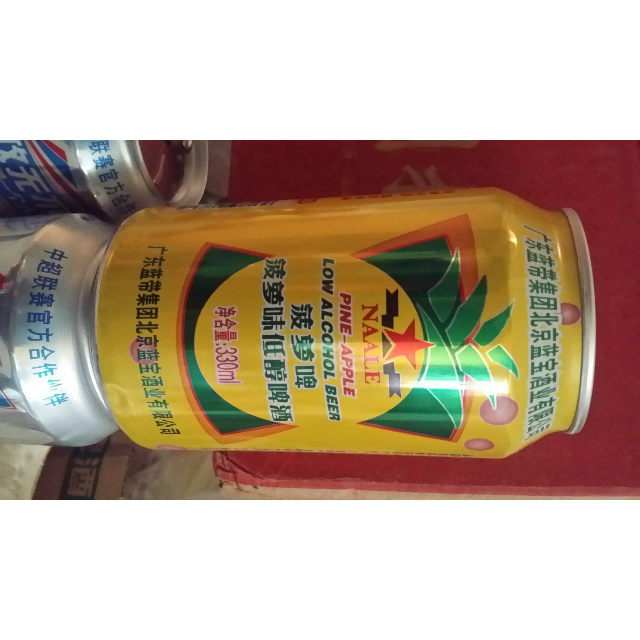 广东蓝带集团北京蓝宝酒业有限公司
NAALE
PINE-APPLE
LOW ALCOHOL BEER
菠萝啤
菠萝味低醇啤酒
净含量:330ml
广东蓝带集团北京蓝宝酒业有限公司
中超联赛官方合作伙伴
联赛官方合作
酒